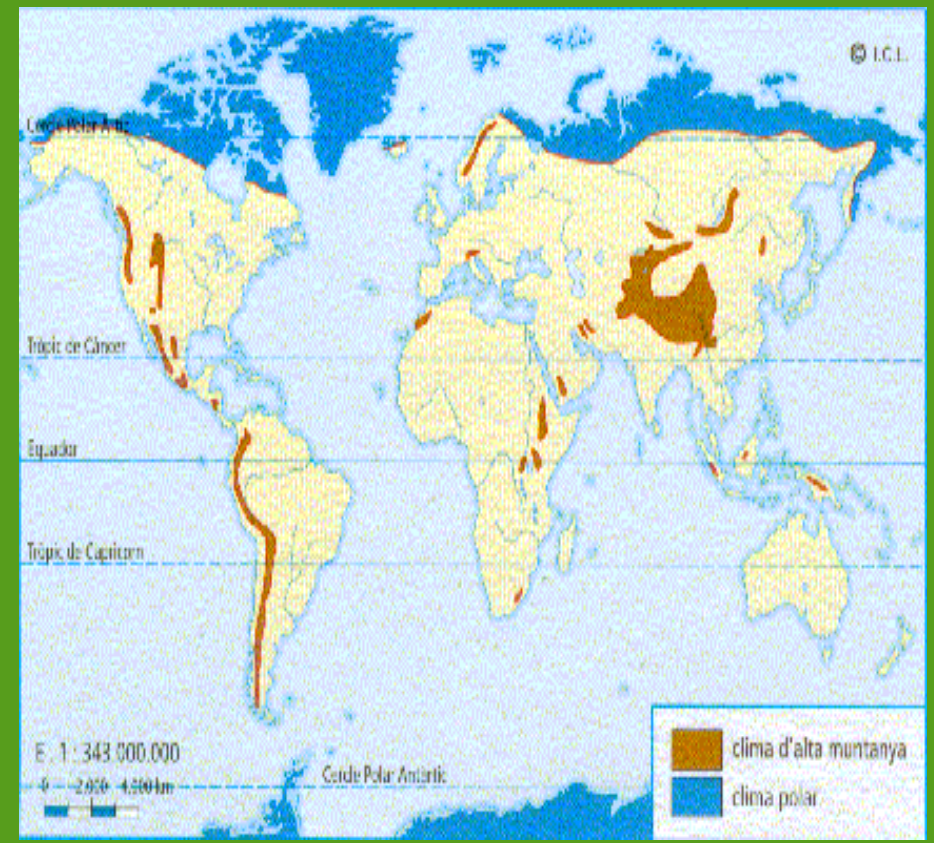 © I.C.L.
Cercle Polar Àrtic
Tròpic de Càncer
Equador
Tròpic de Capricorn
E. 1 : 343.000.000
0 2.000 4.000 km
Cercle Polar Antàrtic
clima d'alta muntanya
clima polar